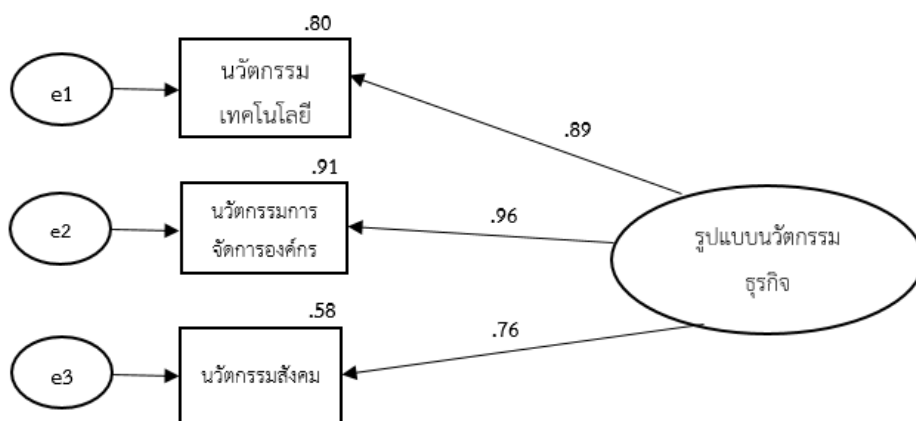 .80
e1
นวัตกรรม
เทคโนโลยี
.89
.91
e2
นวัตกรรมการ
จัดการองค์กร
.96
รูปแบบนวัตกรรม
ธุรกิจ
.58
e3
นวัตกรรมสังคม
.76